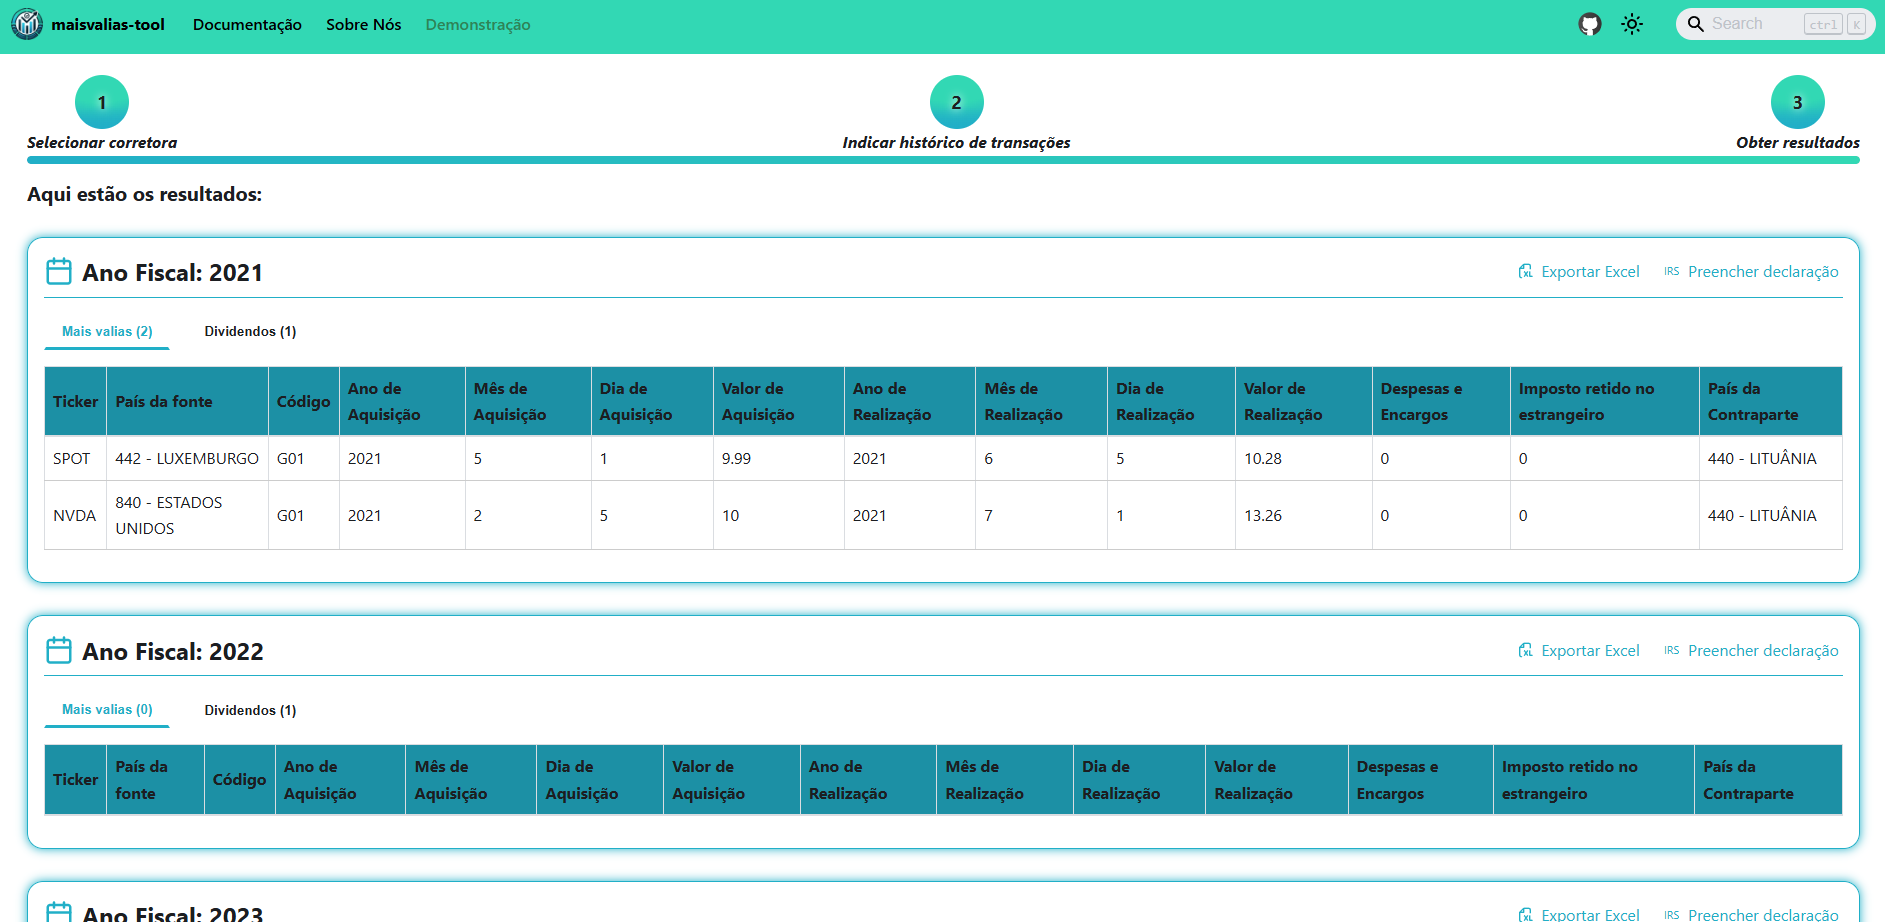 maisvalias-tool Documentação Sobre Nós Demonstração Search ctrl K
1 2 3
Selecionar corretora Indicar histórico de transações Obter resultados
Aqui estão os resultados:
Ano Fiscal: 2021 XL Exportar Excel IRS Preencher declaração
Mais valias (2) Dividendos (1)
Ticker País da fonte Código Ano de Aquisição Mês de Aquisição Dia de Aquisição Valor de Aquisição Ano de Realização Mês de Realização Dia de Realização Valor de Realização Despesas e Encargos Imposto retido no estrangeiro País da Contraparte
SPOT 442 - LUXEMBURGO G01 2021 5 1 9.99 2021 6 5 10.28 0 0 440 - LITUÂNIA
NVDA 840 - ESTADOS UNIDOS G01 2021 2 5 10 2021 7 1 13.26 0 0 440 - LITUÂNIA
Ano Fiscal: 2022 XL Exportar Excel IRS Preencher declaração
Mais valias (0) Dividendos (1)
Ticker País da fonte Código Ano de Aquisição Mês de Aquisição Dia de Aquisição Valor de Aquisição Ano de Realização Mês de Realização Dia de Realização Valor de Realização Despesas e Encargos Imposto retido no estrangeiro País da Contraparte
Ano Fiscal: 2023 XL Exportar Excel IRS Preencher declaração